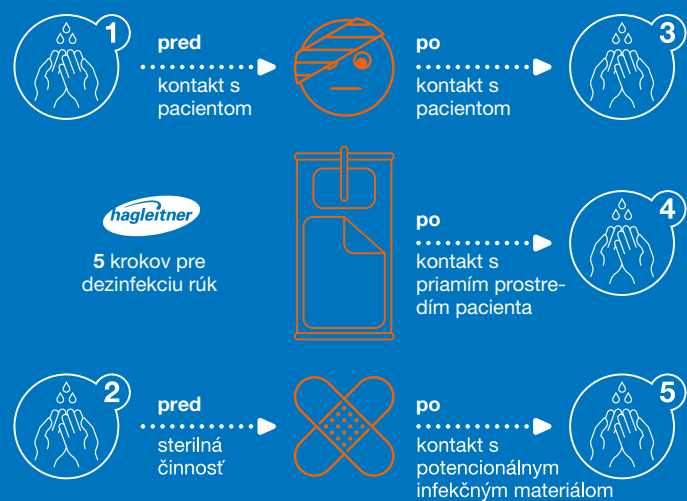 1
pred
kontakt s
pacientom
po
kontakt s
pacientom
3
hagleitner
5 krokov pre
dezinfekciu rúk
po
kontakt s
priamím prostre-
dím pacienta
4
2
pred
sterilná
činnosť
po
kontakt s
potencionálnym
infekčným materiálom
5